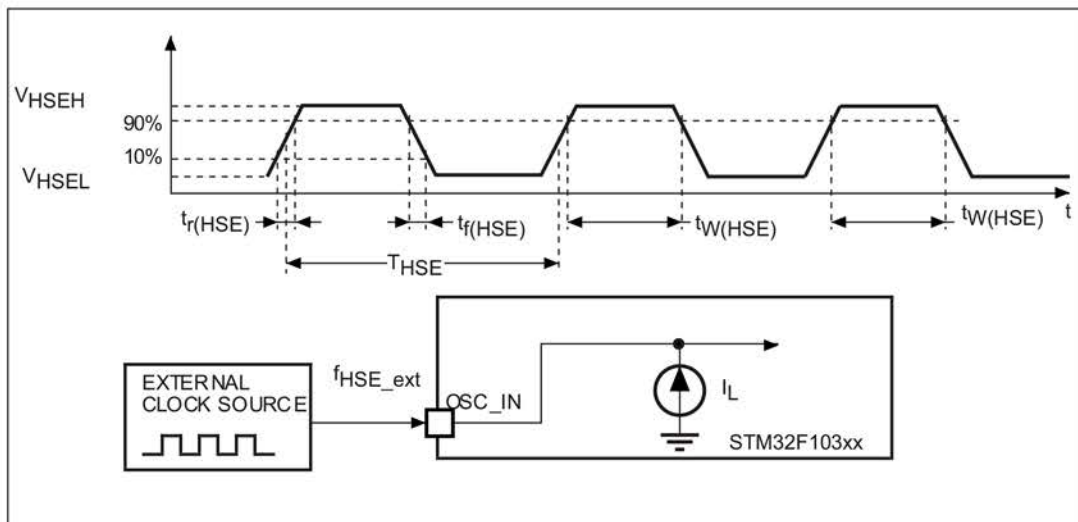 VHSEH
90%
10%
VHSEL
tr(HSE)
tf(HSE)
tW(HSE)
tW(HSE)
t
THSE
EXTERNAL
CLOCK SOURCE
fHSE_ext
OSC_IN
IL
STM32F103xx